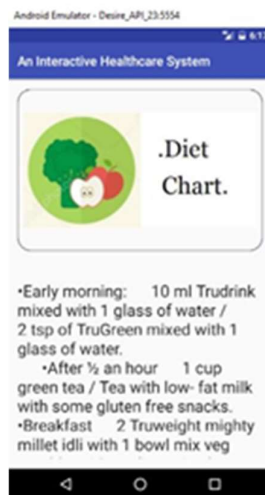 Android Emulator - Desire_API_23:5554
An Interactive Healthcare System
.Diet
Chart.
•Early morning: 10 ml Trudrink
mixed with 1 glass of water /
2 tsp of TruGreen mixed with 1
glass of water.
•After ½ an hour 1 cup
green tea / Tea with low- fat milk
with some gluten free snacks.
•Breakfast 2 Truweight mighty
millet idli with 1 bowl mix veg